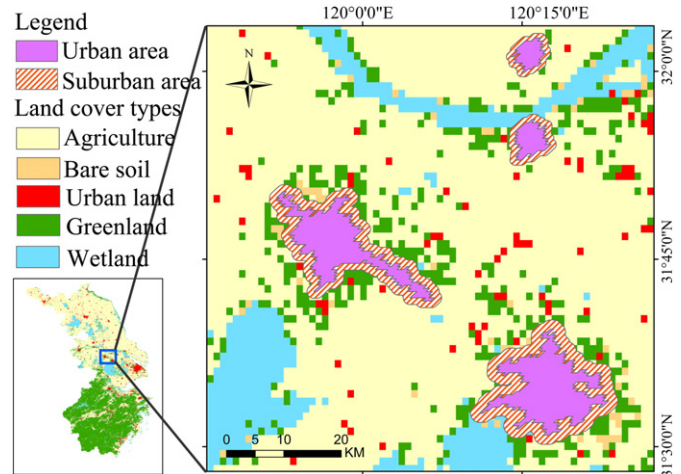 Legend
Urban area
Suburban area
Land cover types
Agriculture
Bare soil
Urban land
Greenland
Wetland
120°0'0"E 120°15'0"E
N
32°0'0"N
31°45'0"N
31°30'0"N
0 5 10 20
KM